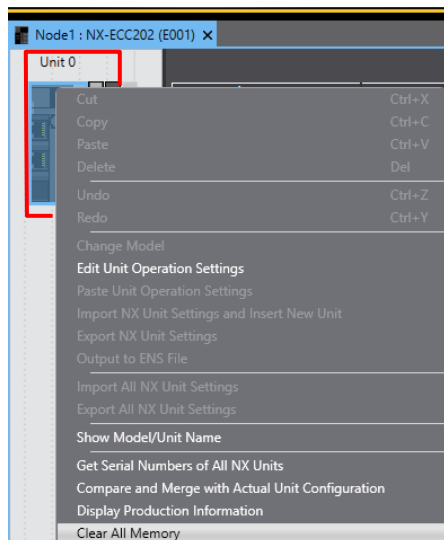 Node1 : NX-ECC202 (E001) ×
Unit 0
Cut Ctrl+X
Copy Ctrl+C
Paste Ctrl+V
Delete Del
Undo Ctrl+Z
Redo Ctrl+Y
Change Model
Edit Unit Operation Settings
Paste Unit Operation Settings
Import NX Unit Settings and Insert New Unit
Export NX Unit Settings
Output to ENS File
Import All NX Unit Settings
Export All NX Unit Settings
Show Model/Unit Name
Get Serial Numbers of All NX Units
Compare and Merge with Actual Unit Configuration
Display Production Information
Clear All Memory